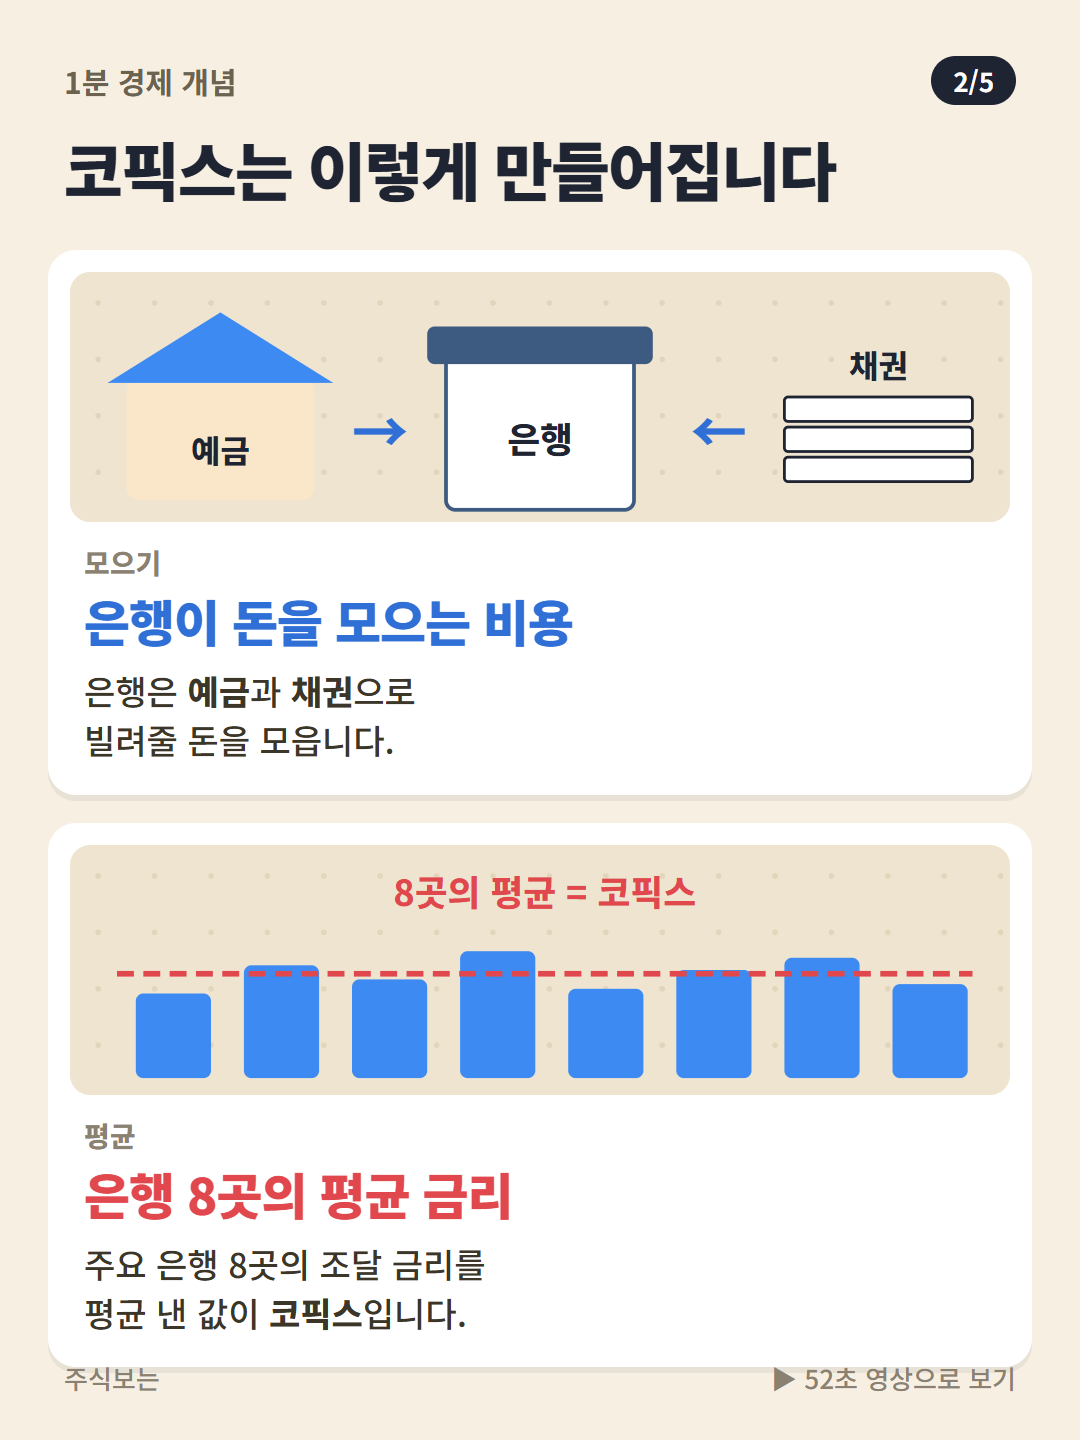 1분 경제 개념
2/5
코픽스는 이렇게 만들어집니다
예금
은행
채권
모으기
은행이 돈을 모으는 비용
은행은 예금과 채권으로
빌려줄 돈을 모읍니다.
8곳의 평균 = 코픽스
평균
은행 8곳의 평균 금리
주요 은행 8곳의 조달 금리를
평균 낸 값이 코픽스입니다.
주식보는
▶ 52초 영상으로 보기